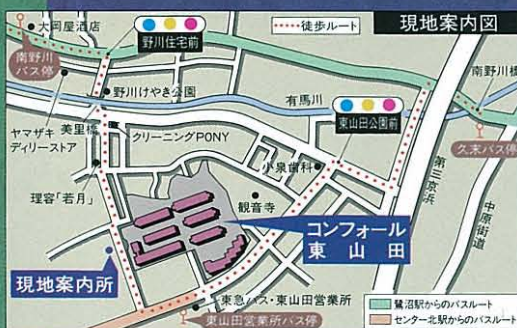 現地案内図
徒歩ルート
大岡屋酒店
野川住宅前
南野川
バス停
野川けやき公園
有馬川
南野川橋
東山田公園前
ヤマザキ
デイリーストア
美里橋
クリーニングPONY
小泉歯科
久末バス停
理容「若月」
観音寺
第三京浜
中原街道
コンフォール
東山田
現地案内所
東急バス・東山田営業所
東山田営業所バス停
鷺沼駅からのバスルート
センター北駅からのバスルート